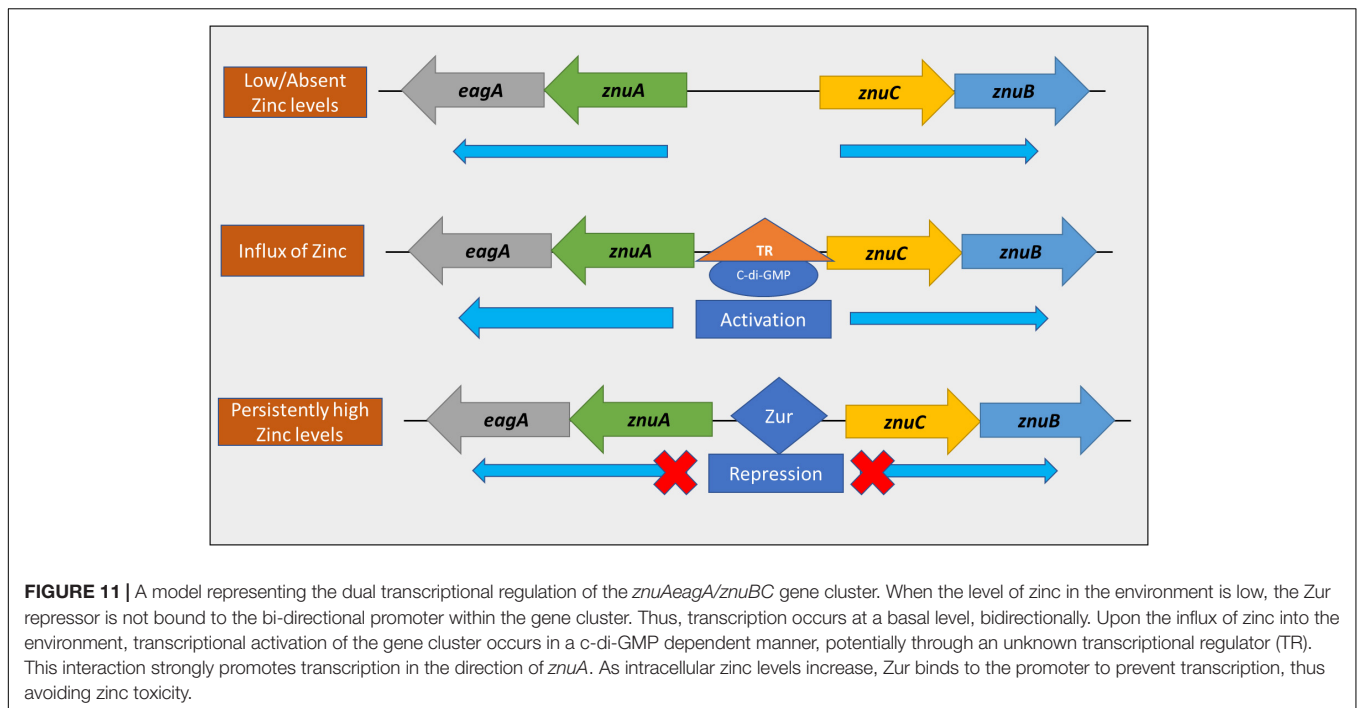 Low/Absent
Zinc levels
eagA
znuA
znuC
znuB
Influx of Zinc
eagA
znuA
TR
C-di-GMP
Activation
znuC
znuB
Persistently high
Zinc levels
eagA
znuA
Zur
Repression
znuC
znuB
FIGURE 11 | A model representing the dual transcriptional regulation of the znuAeagA/znuBC gene cluster. When the level of zinc in the environment is low, the Zur
repressor is not bound to the bi-directional promoter within the gene cluster. Thus, transcription occurs at a basal level, bidirectionally. Upon the influx of zinc into the
environment, transcriptional activation of the gene cluster occurs in a c-di-GMP dependent manner, potentially through an unknown transcriptional regulator (TR).
This interaction strongly promotes transcription in the direction of znuA. As intracellular zinc levels increase, Zur binds to the promoter to prevent transcription, thus
avoiding zinc toxicity.